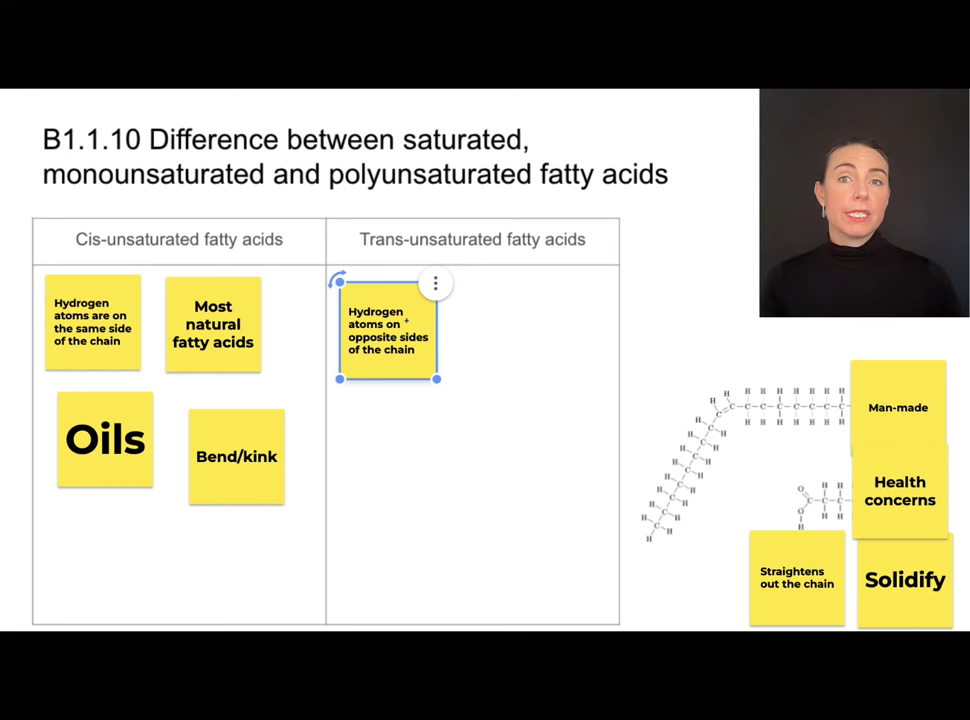 B1.1.10 Difference between saturated,
monounsaturated and polyunsaturated fatty acids
Cis-unsaturated fatty acids
Trans-unsaturated fatty acids
Hydrogen
atoms are on
the same side
of the chain
Most
natural
fatty acids
Hydrogen
atoms on
opposite sides
of the chain
Oils
Bend/kink
Man-made
Health
concerns
Straightens
out the chain
Solidify